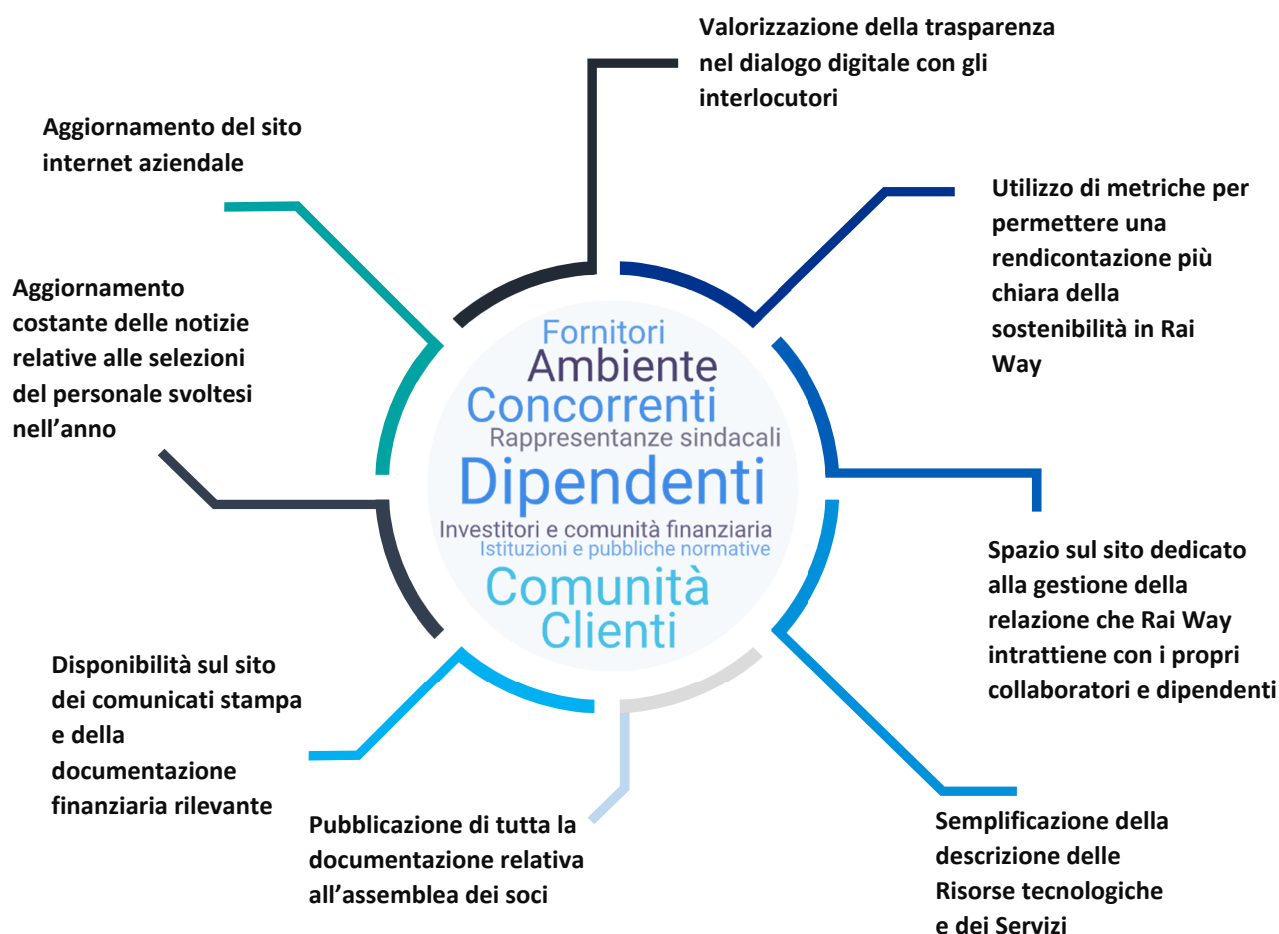 Valorizzazione della trasparenza
nel dialogo digitale con gli
interlocutori
Aggiornamento del sito
internet aziendale
Utilizzo di metriche per
permettere una
rendicontazione più
chiara della
sostenibilità in Rai
Way
Aggiornamento
costante delle notizie
relative alle selezioni
del personale svoltesi
nell’anno
Fornitori
Ambiente
Concorrenti
Rappresentanze sindacali
Dipendenti
Investitori e comunità finanziaria
Istituzioni e pubbliche normative
Comunità
Clienti
Spazio sul sito dedicato
alla gestione della
relazione che Rai Way
intrattiene con i propri
collaboratori e dipendenti
Disponibilità sul sito
dei comunicati stampa
e della
documentazione
finanziaria rilevante
Pubblicazione di tutta la
documentazione relativa
all’assemblea dei soci
Semplificazione della
descrizione delle
Risorse tecnologiche
e dei Servizi